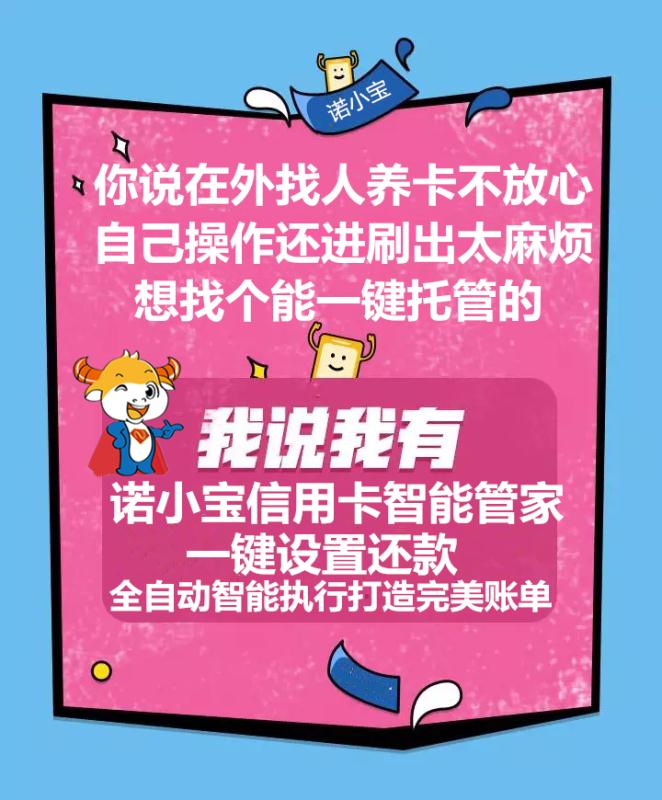 诺小宝
你说在外找人养卡不放心
自己操作还进刷出太麻烦
想找个能一键托管的
我说我有
诺小宝信用卡智能管家
一键设置还款
全自动智能执行打造完美账单